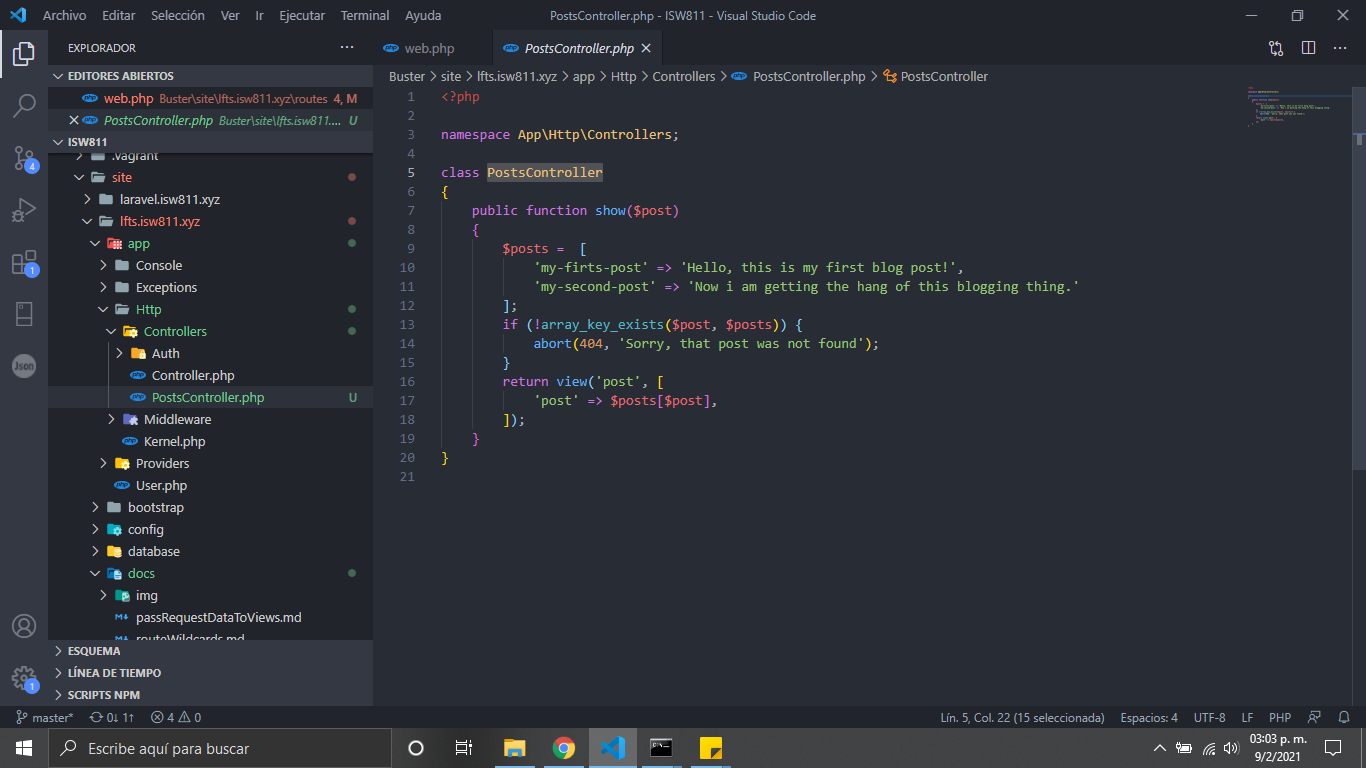 Archivo Editar Selección Ver Ir Ejecutar Terminal Ayuda PostsController.php - ISW811 - Visual Studio Code
EXPLORADOR
EDITORES ABIERTOS
web.php Buster\site\lfts.isw811.xyz\routes 4, M
PostsController.php Buster\site\lfts.isw811.... U
ISW811
.vagrant
site
laravel.isw811.xyz
lfts.isw811.xyz
app
Console
Exceptions
Http
Controllers
Auth
Controller.php
PostsController.php U
Middleware
Kernel.php
Providers
User.php
bootstrap
config
database
docs
img
passRequestDataToViews.md
routeWildcards.md
ESQUEMA
LÍNEA DE TIEMPO
SCRIPTS NPM
4
1
Json
1
web.php PostsController.php
Buster > site > lfts.isw811.xyz > app > Http > Controllers > PostsController.php > PostsController
1 <?php
2
3 namespace App\Http\Controllers;
4
5 class PostsController
6 {
7 public function show($post)
8 {
9 $posts =  [
10 'my-firts-post' => 'Hello, this is my first blog post!',
11 'my-second-post' => 'Now i am getting the hang of this blogging thing.'
12 ];
13 if (!array_key_exists($post, $posts)) {
14 abort(404, 'Sorry, that post was not found');
15 }
16 return view('post', [
17 'post' => $posts[$post],
18 ]);
19 }
20 }
21
master* 0↓ 1↑ 4 0 Lín. 5, Col. 22 (15 seleccionada) Espacios: 4 UTF-8 LF PHP
Escribe aquí para buscar
03:03 p. m.
9/2/2021